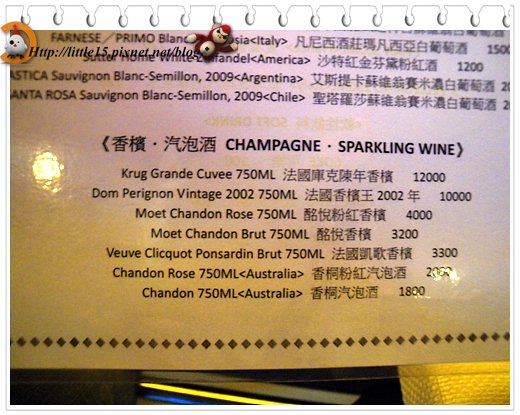 FARNESE／PRIMO Blanc sia<Italy> 凡尼西酒莊瑪凡西亞白葡萄酒 1500
Http://little15.pixnet.net/blog
Sutter Home White Zinfandel<America> 沙特紅金芬黛粉紅酒 1200
ASTICA Sauvignon Blanc-Semillon, 2009<Argentina> 艾斯提卡蘇維翁賽米濃白葡萄酒
ANTA ROSA Sauvignon Blanc-Semillon, 2009<Chile> 聖塔羅莎蘇維翁賽米濃白葡萄酒
《香檳‧汽泡酒 CHAMPAGNE‧SPARKLING WINE》
Krug Grande Cuvee 750ML 法國庫克陳年香檳 12000
Dom Perignon Vintage 2002 750ML 法國香檳王 2002 年 10000
Moet Chandon Rose 750ML 酩悅粉紅香檳 4000
Moet Chandon Brut 750ML 酩悅香檳 3200
Veuve Clicquot Ponsardin Brut 750ML 法國凱歌香檳 3300
Chandon Rose 750ML<Australia> 香桐粉紅汽泡酒
Chandon 750ML<Australia> 香桐汽泡酒 1800